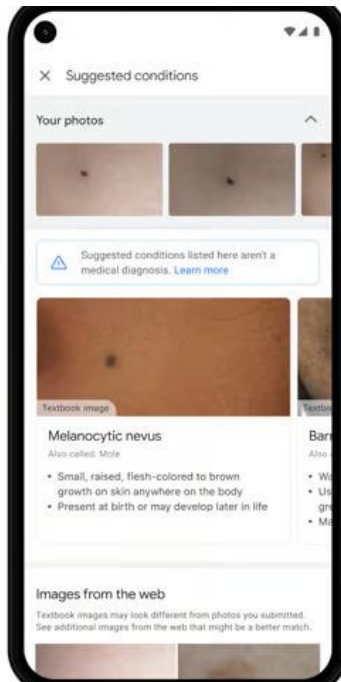 Suggested conditions
Your photos
Suggested conditions listed here aren't a
medical diagnosis. Learn more
Textbook image
Melanocytic nevus
Also called: Mole
• Small, raised, flesh-colored to brown
growth on skin anywhere on the body
• Present at birth or may develop later in life
Images from the web
Textbook images may look different from photos you submitted.
See additional images from the web that might be a better match.